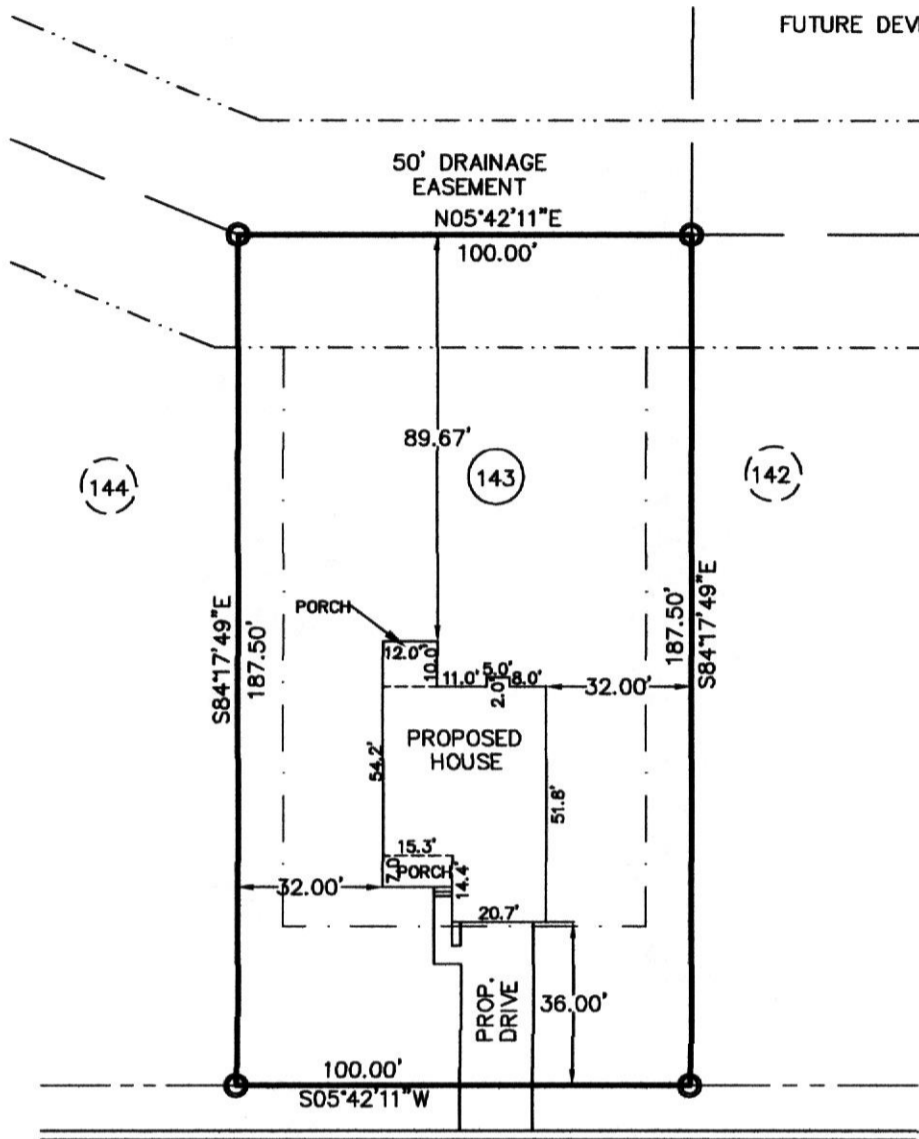 FUTURE DEV
50' DRAINAGE
EASEMENT
N05°42'11"E
100.00'
89.67'
144
143
142
S84°17'49"E
187.50'
187.50'
S84°17'49"E
PORCH
12.0'
10.0'
11.0'
5.0'
2.0'
8.0'
32.00'
PROPOSED
HOUSE
54.2'
51.8'
15.3'
7.0'
PORCH
14.4'
32.00'
20.7'
PROP.
DRIVE
36.00'
100.00'
S05°42'11"W